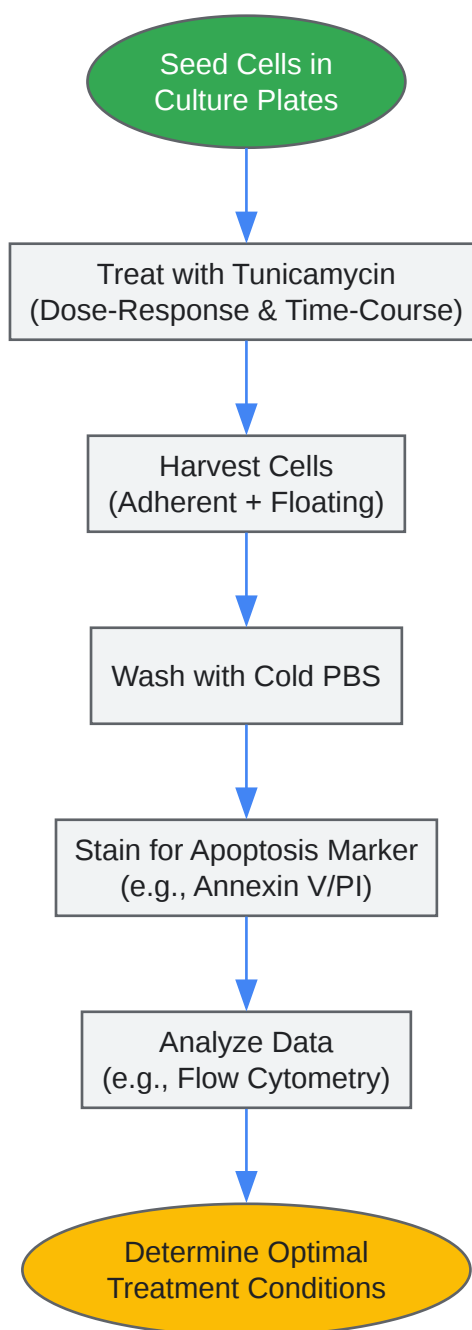 Seed Cells in
Culture Plates
Treat with Tunicamycin
(Dose-Response & Time-Course)
Harvest Cells
(Adherent + Floating)
Wash with Cold PBS
Stain for Apoptosis Marker
(e.g., Annexin V/PI)
Analyze Data
(e.g., Flow Cytometry)
Determine Optimal
Treatment Conditions